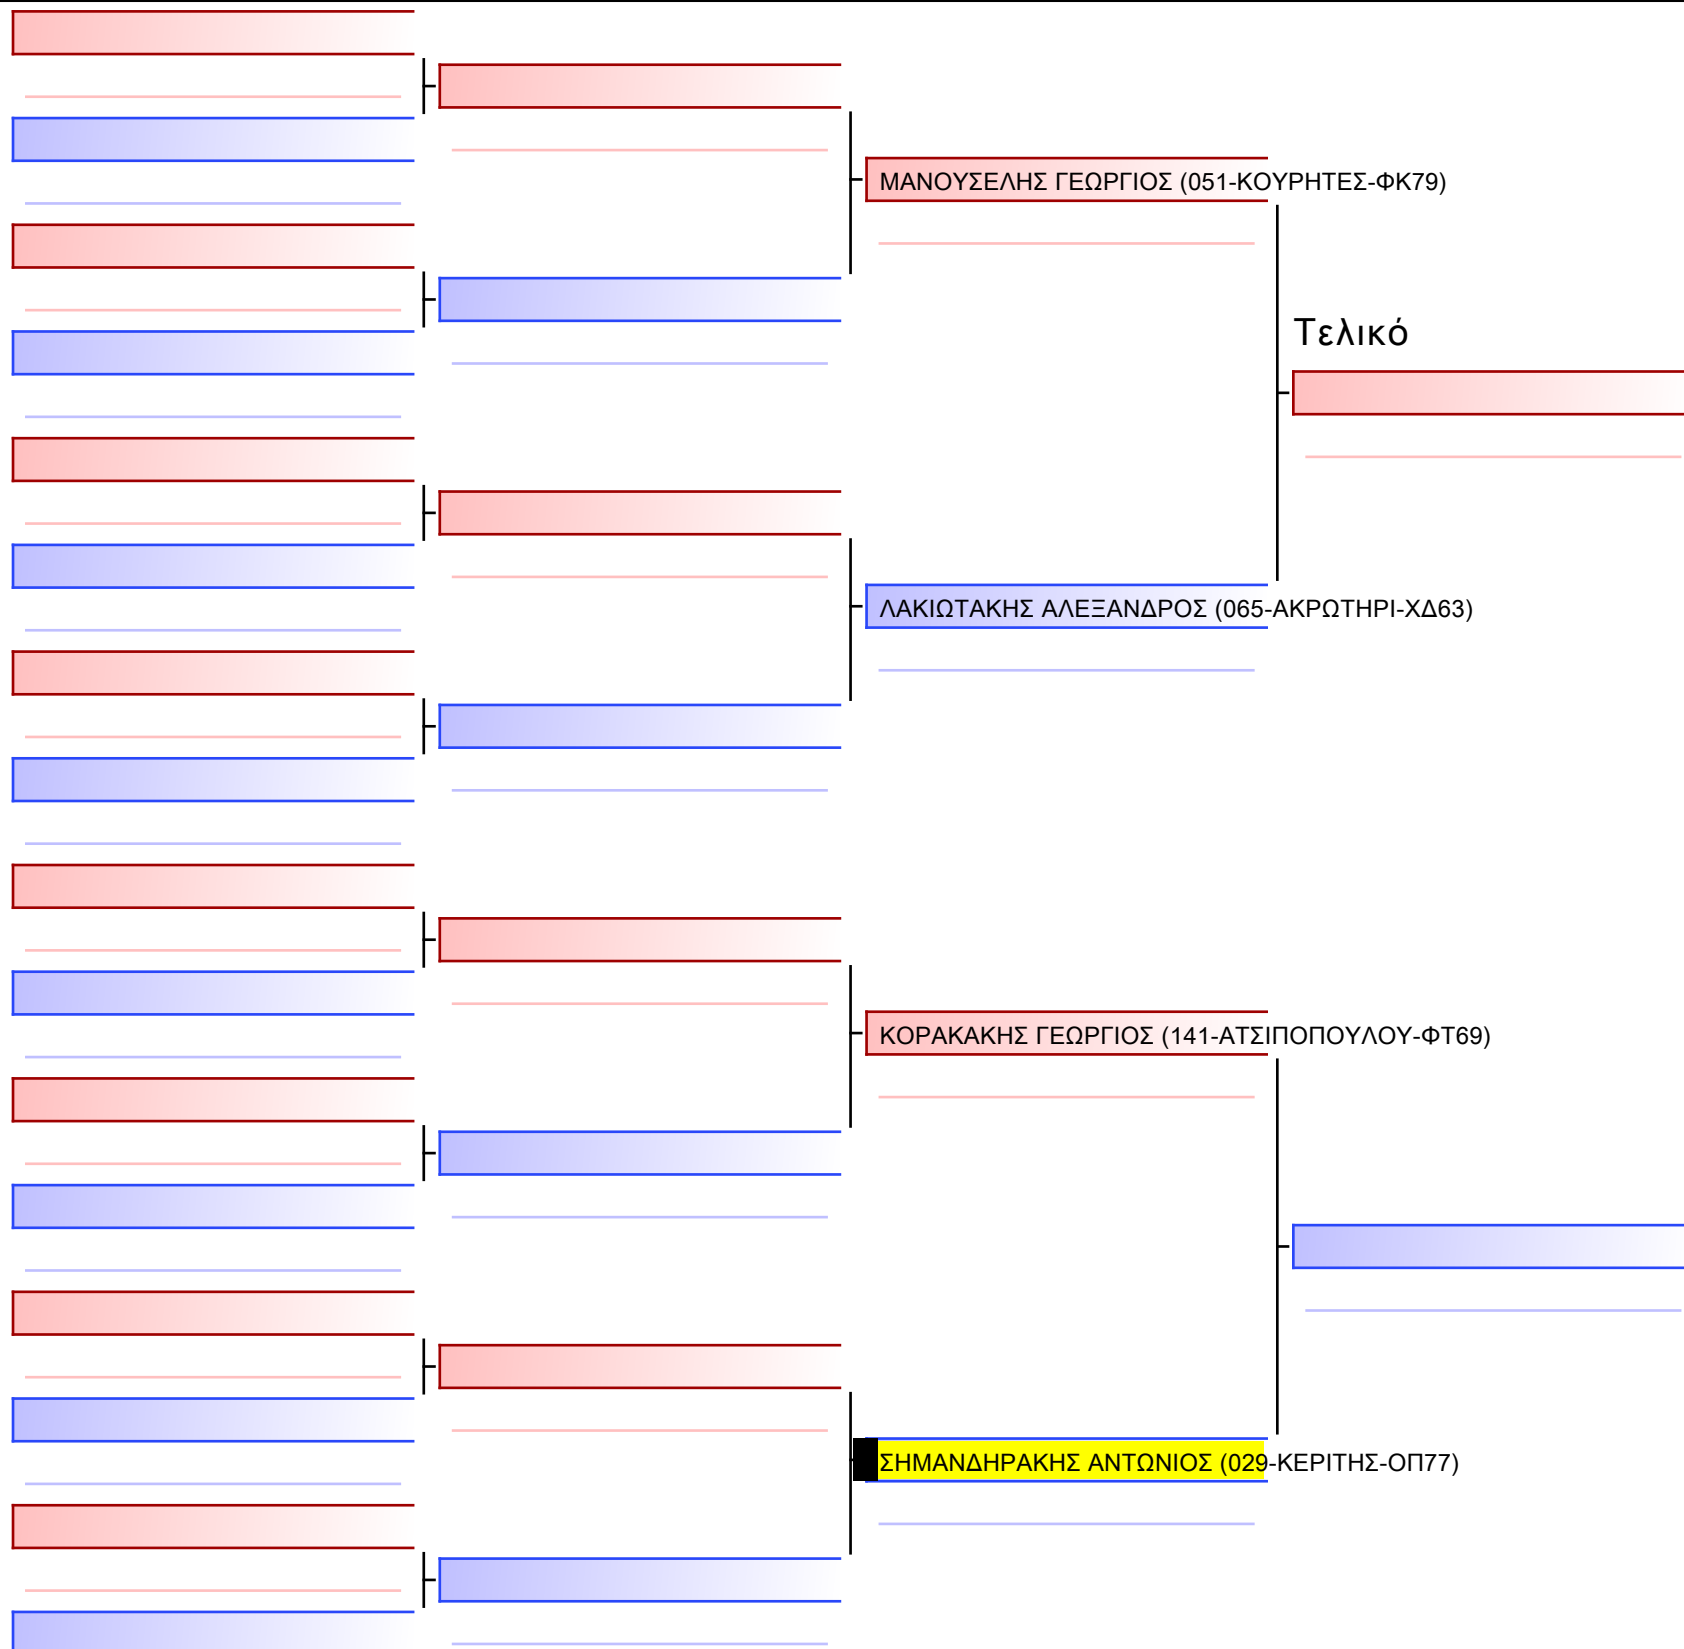 ΜΑΝΟΥΣΕΛΗΣ ΓΕΩΡΓΙΟΣ (051-ΚΟΥΡΗΤΕΣ-ΦΚ79)
Τελικό
ΛΑΚΙΩΤΑΚΗΣ ΑΛΕΞΑΝΔΡΟΣ (065-ΑΚΡΩΤΗΡΙ-ΧΔ63)
ΚΟΡΑΚΑΚΗΣ ΓΕΩΡΓΙΟΣ (141-ΑΤΣΙΠΟΠΟΥΛΟΥ-ΦΤ69)
ΣΗΜΑΝΔΗΡΑΚΗΣ ΑΝΤΩΝΙΟΣ (029-ΚΕΡΙΤΗΣ-ΟΠ77)